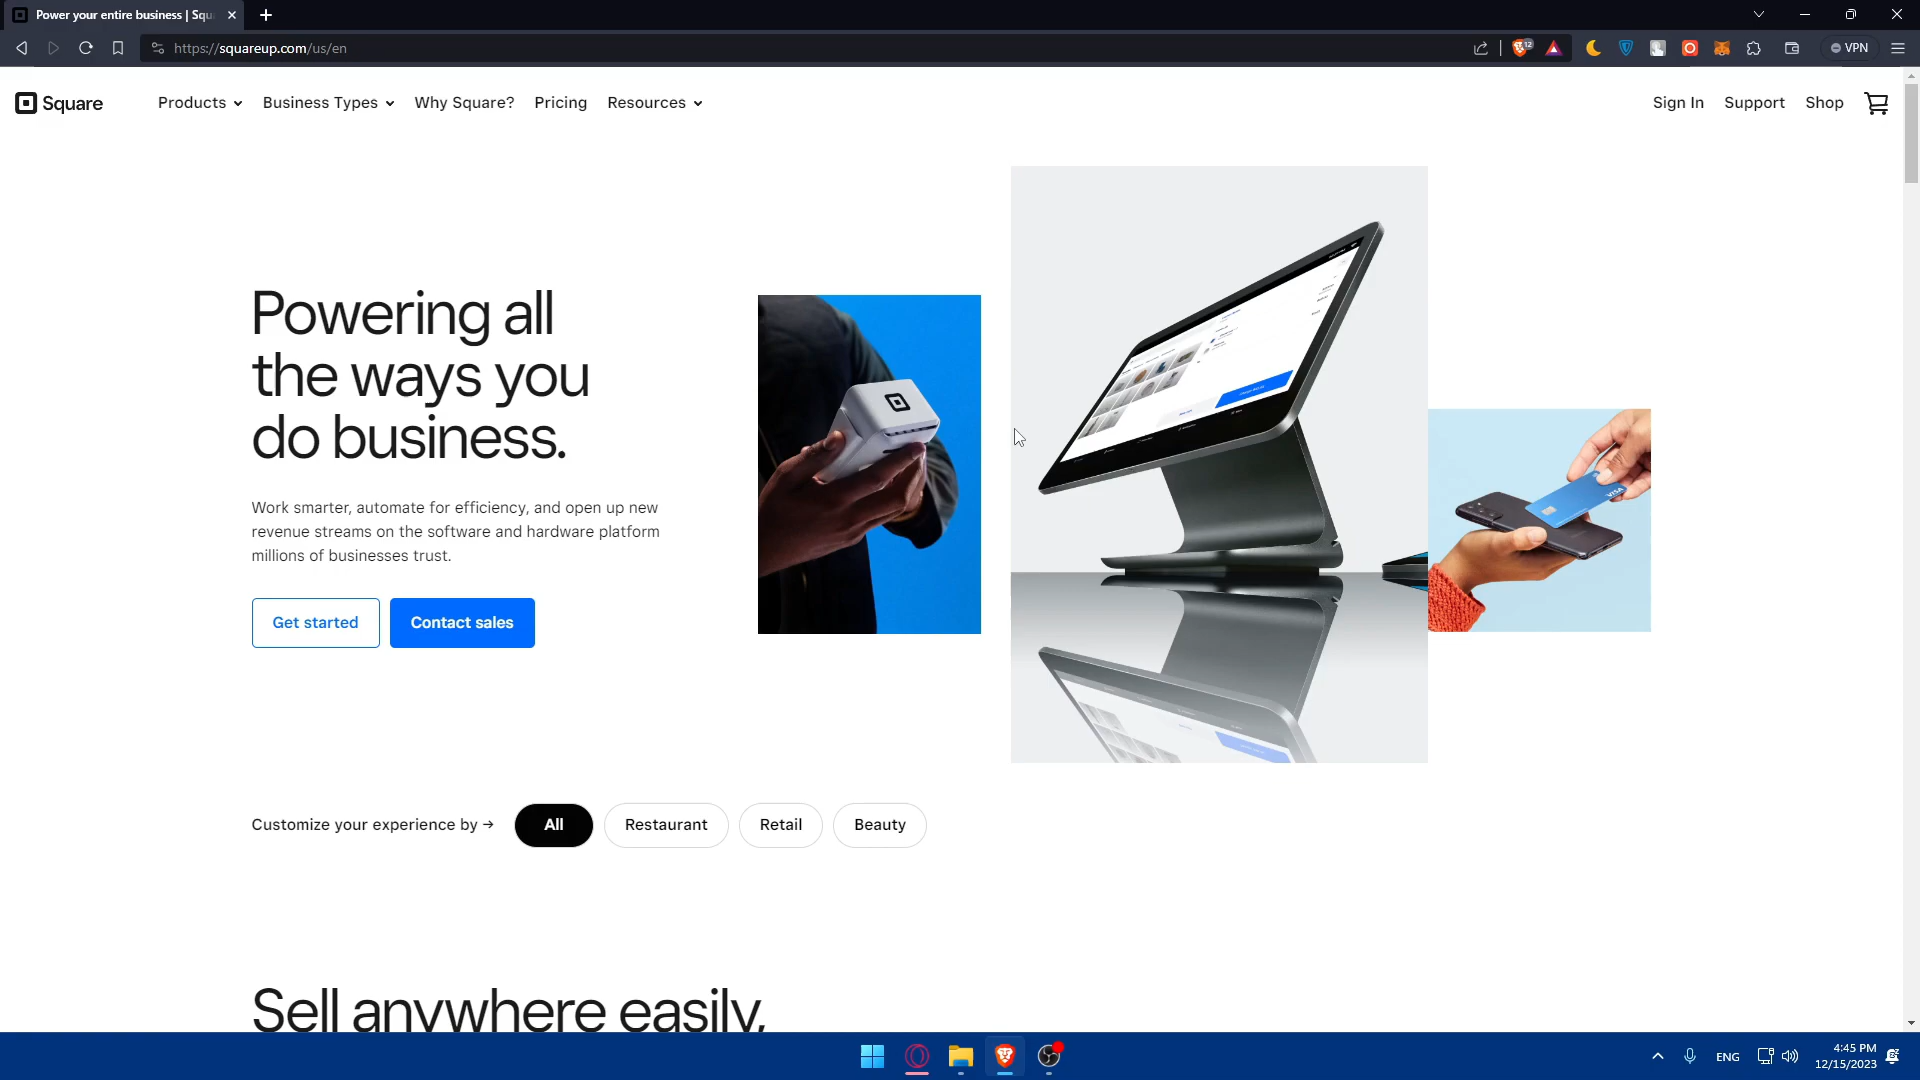 Power your entire business | Squ
https://squareup.com/us/en
12
VPN
Square
Products
Business Types
Why Square?
Pricing
Resources
Sign In
Support
Shop
Powering all
the ways you
do business.
Work smarter, automate for efficiency, and open up new
revenue streams on the software and hardware platform
millions of businesses trust.
Get started
Contact sales
VISA
Customize your experience by →
All
Restaurant
Retail
Beauty
Sell anywhere easily,
ENG
4:45 PM
12/15/2023